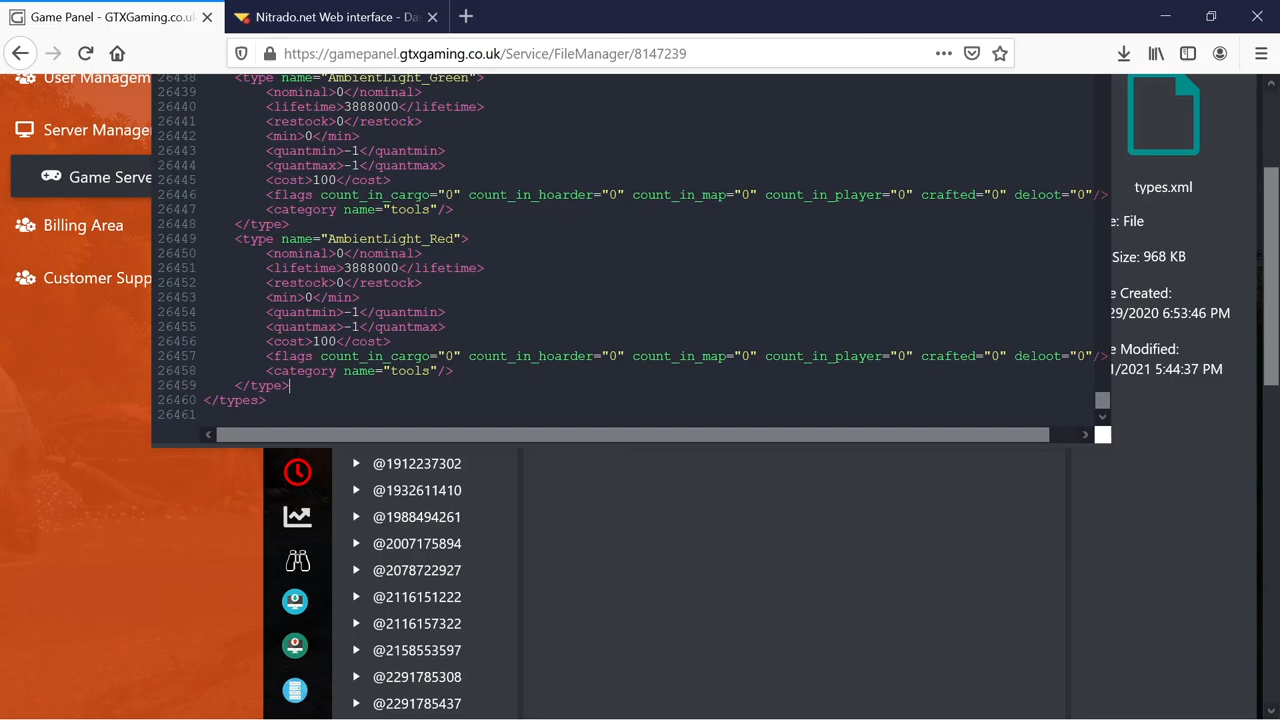 Game Panel - GTXGaming.co.uk
Nitrado.net Web interface - Da
https://gamepanel.gtxgaming.co.uk/Service/FileManager/8147239
User Managem
Server Manage
Game Serve
Billing Area
Customer Supp
26438 <type name="AmbientLight_Green">
26439 <nominal>0</nominal>
26440 <lifetime>3888000</lifetime>
26441 <restock>0</restock>
26442 <min>0</min>
26443 <quantmin>-1</quantmin>
26444 <quantmax>-1</quantmax>
26445 <cost>100</cost>
26446 <flags count_in_cargo="0" count_in_hoarder="0" count_in_map="0" count_in_player="0" crafted="0" deloot="0"/>
26447 <category name="tools"/>
26448 </type>
26449 <type name="AmbientLight_Red">
26450 <nominal>0</nominal>
26451 <lifetime>3888000</lifetime>
26452 <restock>0</restock>
26453 <min>0</min>
26454 <quantmin>-1</quantmin>
26455 <quantmax>-1</quantmax>
26456 <cost>100</cost>
26457 <flags count_in_cargo="0" count_in_hoarder="0" count_in_map="0" count_in_player="0" crafted="0" deloot="0"/>
26458 <category name="tools"/>
26459 </type>
26460 </types>
26461
types.xml
e: File
Size: 968 KB
e Created:
29/2020 6:53:46 PM
e Modified:
1/2021 5:44:37 PM
@1912237302
@1932611410
@1988494261
@2007175894
@2078722927
@2116151222
@2116157322
@2158553597
@2291785308
@2291785437